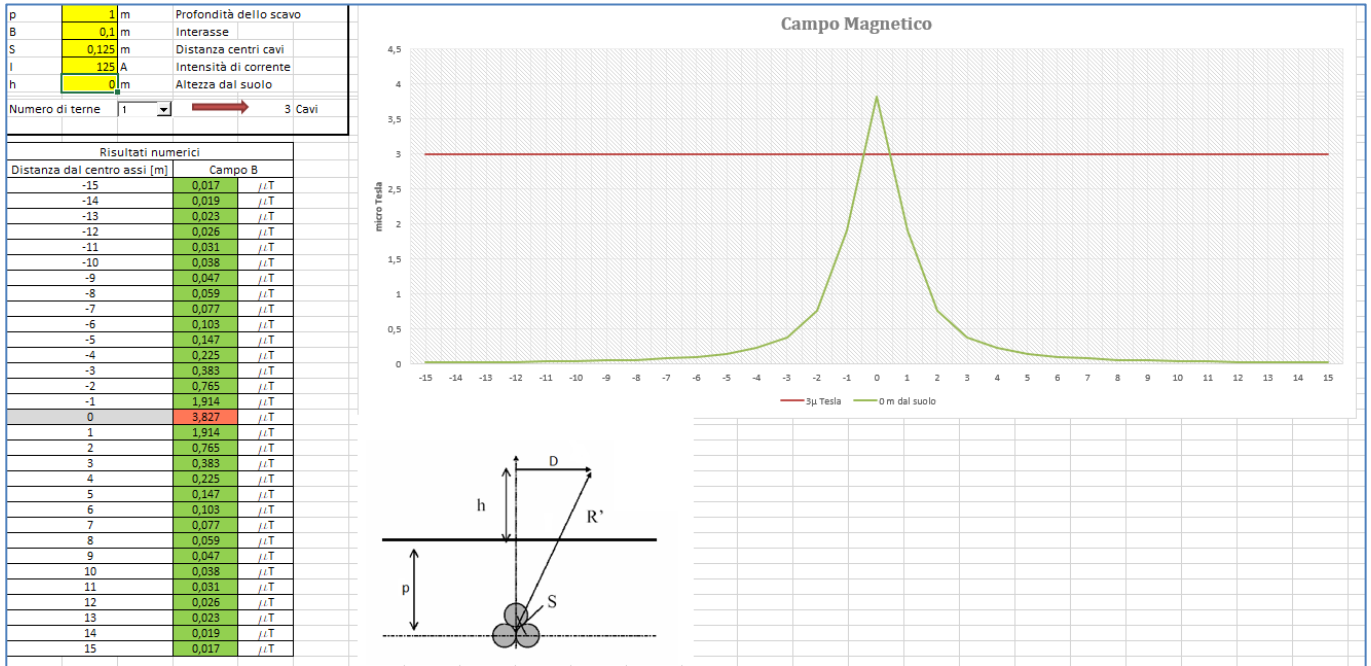 p 1 m Profondità dello scavo
B 0,1 m Interasse
S 0,125 m Distanza centri cavi
I 125 A Intensità di corrente
h 0 m Altezza dal suolo
Numero di terne 1 3 Cavi
Risultati numerici
Distanza dal centro assi [m] Campo B
-15 0,017 μT
-14 0,019 μT
-13 0,023 μT
-12 0,026 μT
-11 0,031 μT
-10 0,038 μT
-9 0,047 μT
-8 0,059 μT
-7 0,077 μT
-6 0,103 μT
-5 0,147 μT
-4 0,225 μT
-3 0,383 μT
-2 0,765 μT
-1 1,914 μT
0 3,827 μT
1 1,914 μT
2 0,765 μT
3 0,383 μT
4 0,225 μT
5 0,147 μT
6 0,103 μT
7 0,077 μT
8 0,059 μT
9 0,047 μT
10 0,038 μT
11 0,031 μT
12 0,026 μT
13 0,023 μT
14 0,019 μT
15 0,017 μT
Campo Magnetico
micro Tesla
4,5
4
3,5
3
2,5
2
1,5
1
0,5
0
-15 -14 -13 -12 -11 -10 -9 -8 -7 -6 -5 -4 -3 -2 -1 0 1 2 3 4 5 6 7 8 9 10 11 12 13 14 15
3μ Tesla 0 m dal suolo
D
h
R'
p
S